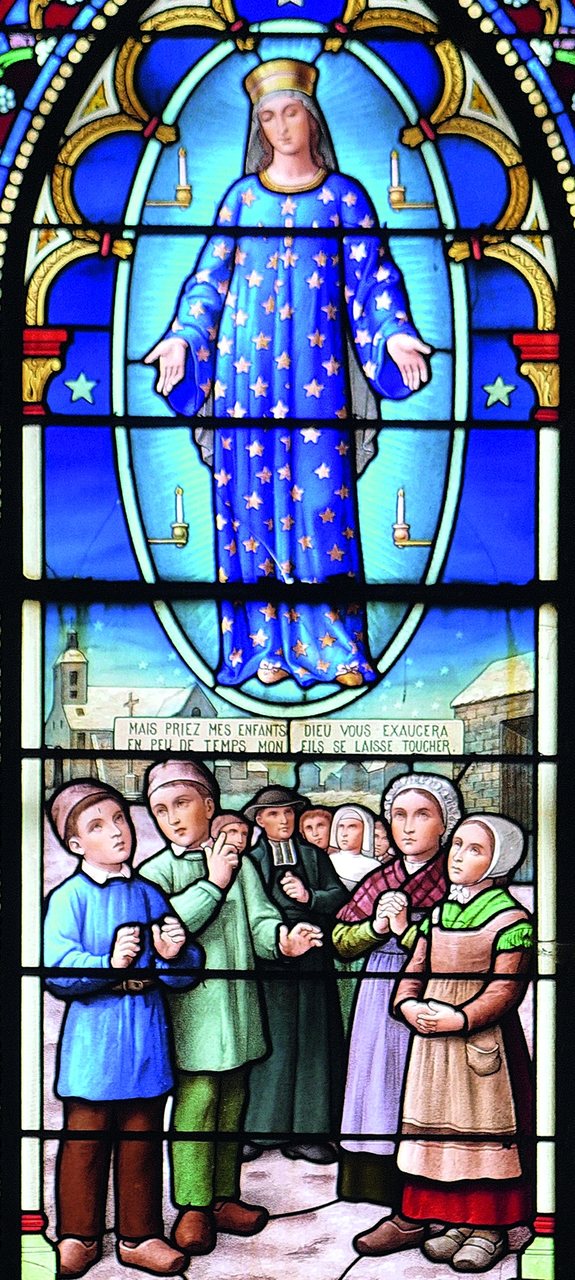 MAIS PRIEZ MES ENFANTS DIEU VOUS EXAUCERA
EN PEU DE TEMPS MON FILS SE LAISSE TOUCHER.